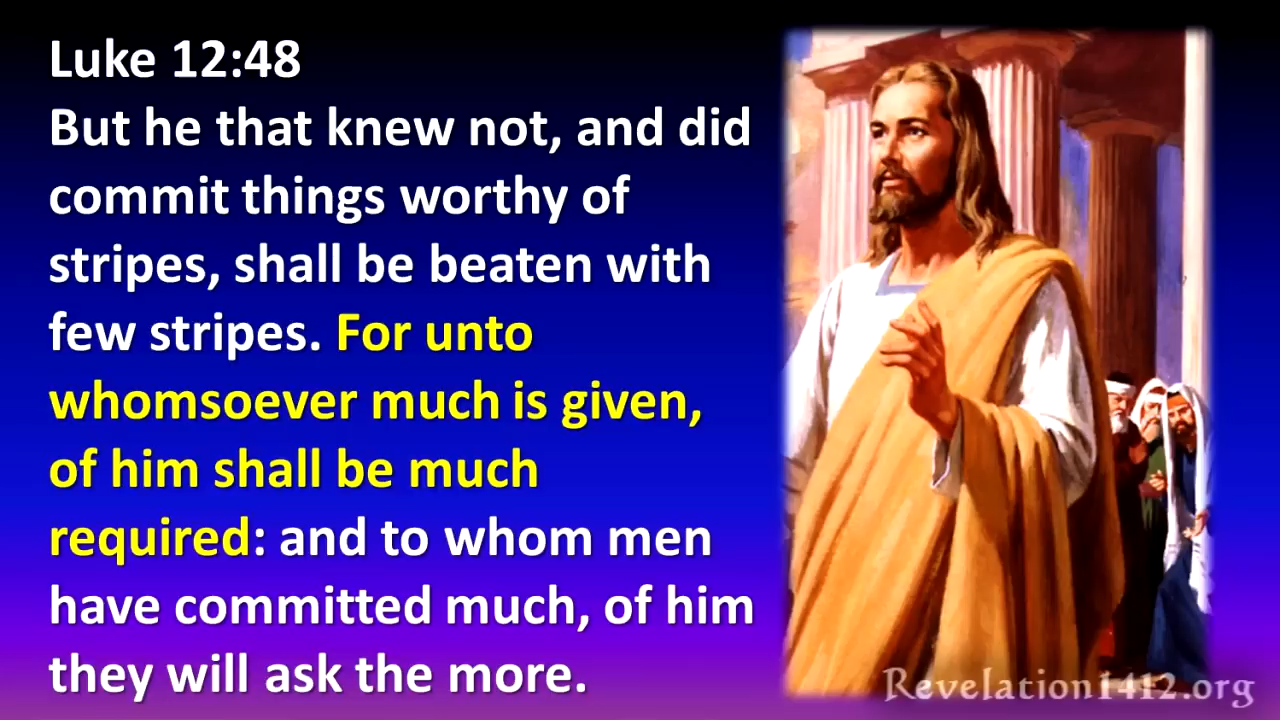 Luke 12:48
But he that knew not, and did
commit things worthy of
stripes, shall be beaten with
few stripes. For unto
whomsoever much is given,
of him shall be much
required: and to whom men
have committed much, of him
they will ask the more.
Revelation1412.org